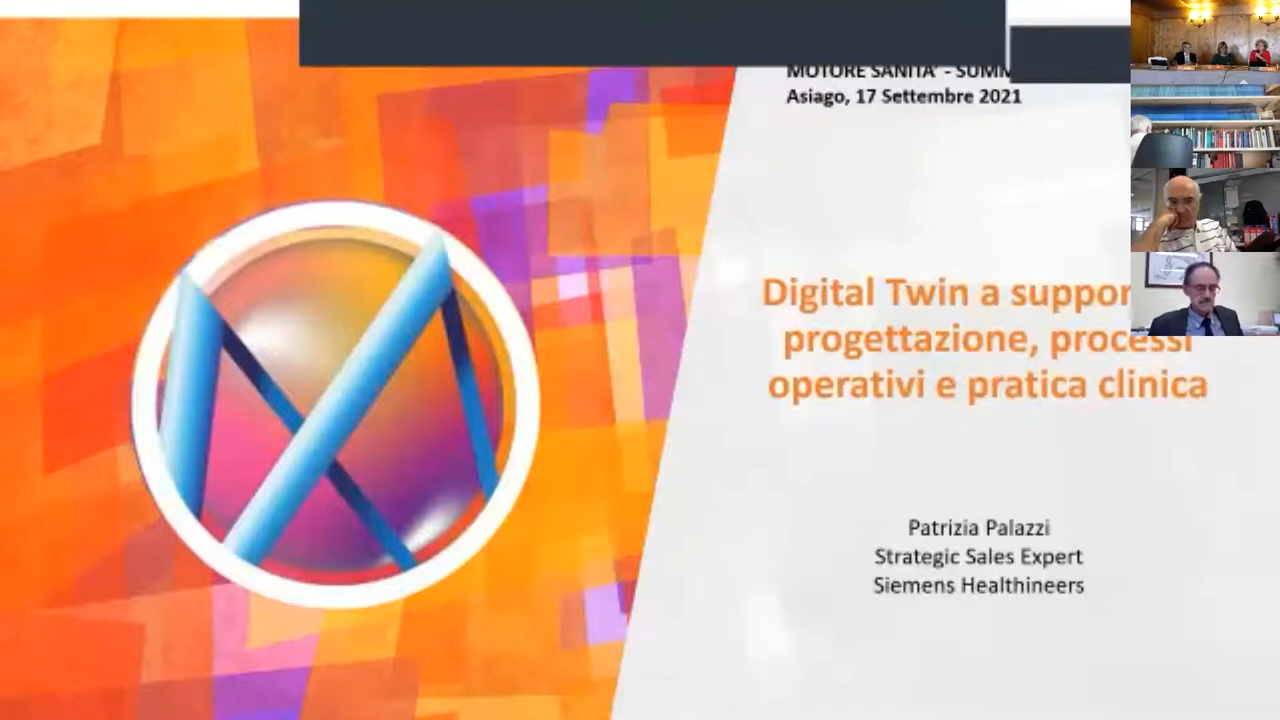 MOTORE SANITA' - SUMM
Asiago, 17 Settembre 2021
Digital Twin a suppor
progettazione, processi
operativi e pratica clinica
Patrizia Palazzi
Strategic Sales Expert
Siemens Healthineers